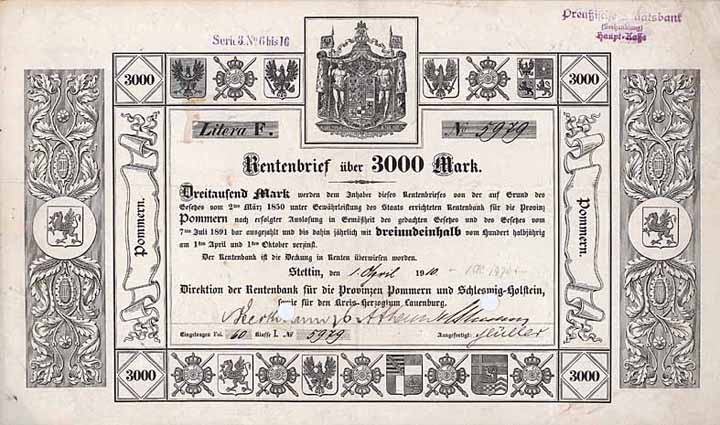 Serie 3. No 6 bis 16
Preußische Staatsbank
(Seehandlung)
Haupt-Kasse
3000
3000
Litera F.
No 5979
Rentenbrief über 3000 Mark.
Dreitausend Mark werden dem Inhaber dieses Rentenbriefes von der auf Grund des
Gesetzes vom 2ten März 1850 unter Gewährleistung des Staats errichteten Rentenbank für die Provinz
Pommern nach erfolgter Ausloosung in Gemäßheit des gedachten Gesetzes und des Gesetzes vom
7ten Juli 1891 bar ausgezahlt und bis dahin jährlich mit dreiundeinhalb vom Hundert halbjährig
am 1ten April und 1ten Oktober verzinst.
Der Rentenbank ist die Deckung in Renten überwiesen worden.
Stettin, den 1. April 1910
Direktion der Rentenbank für die Provinzen Pommern und Schleswig-Holstein,
sowie für den Kreis-Herzogtum Lauenburg.
Eingetragen Fol. 60 Klasse I. No 5979
Ausgefertigt:
Pommern.
Pommern.
3000
3000